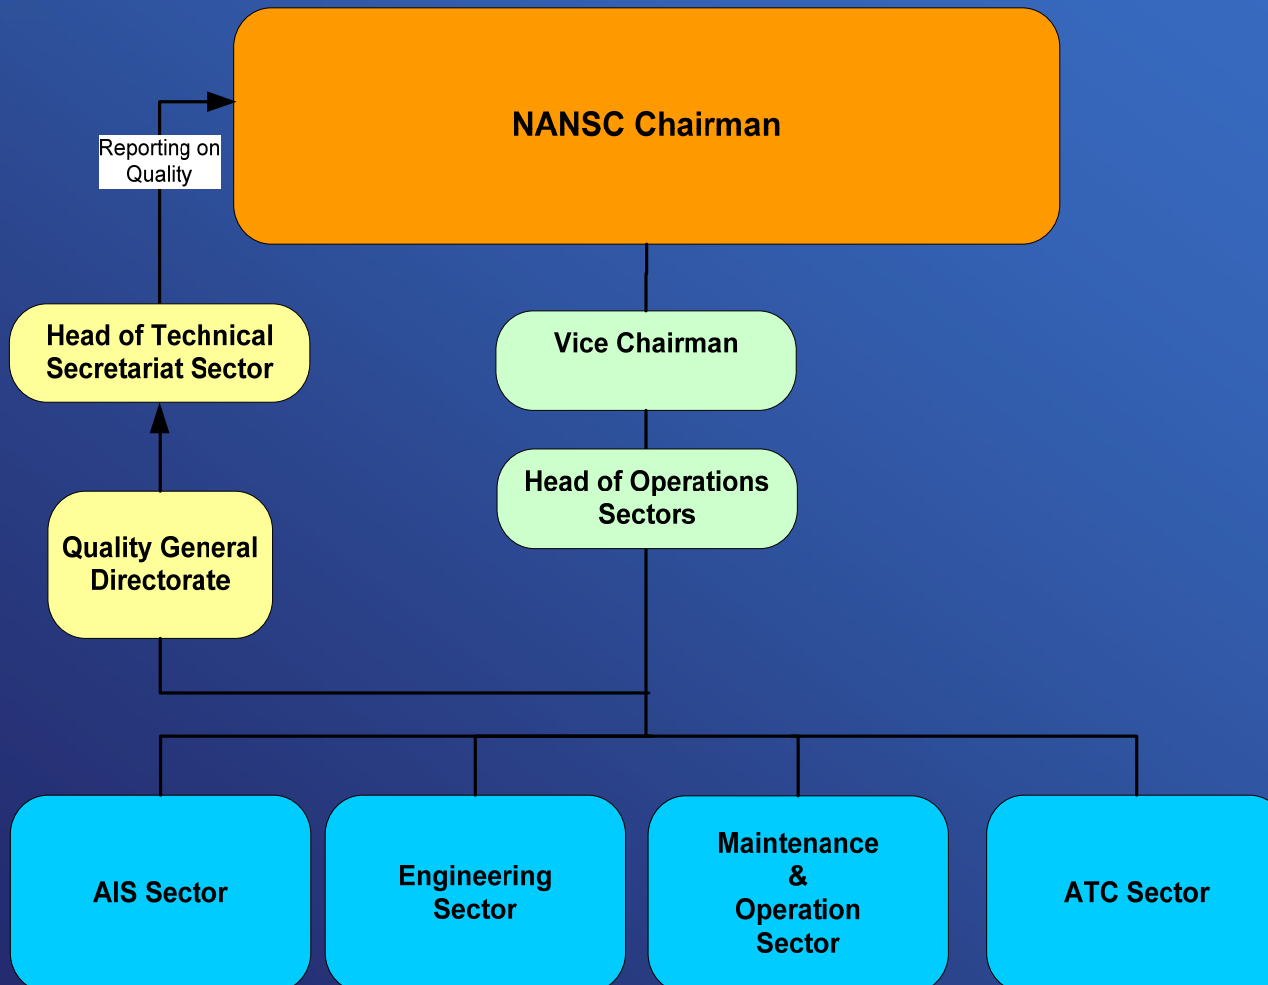 NANSC Chairman
Reporting on
Quality
Head of Technical
Secretariat Sector
Vice Chairman
Head of Operations
Sectors
Quality General
Directorate
AIS Sector
Engineering
Sector
Maintenance
&
Operation
Sector
ATC Sector